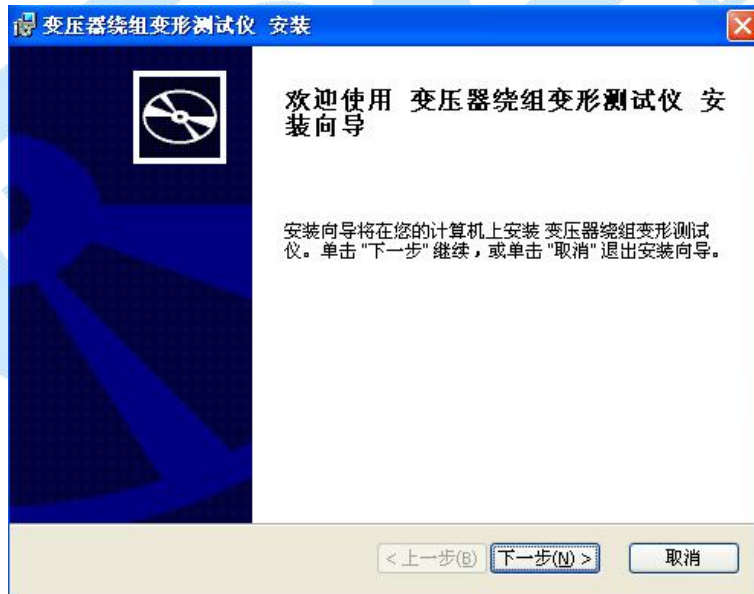 变压器绕组变形测试仪 安装
欢迎使用 变压器绕组变形测试仪 安
装向导
安装向导将在您的计算机上安装 变压器绕组变形测试
仪。单击 "下一步" 继续，或单击 "取消" 退出安装向导。
< 上一步(B) 下一步(N) > 取消